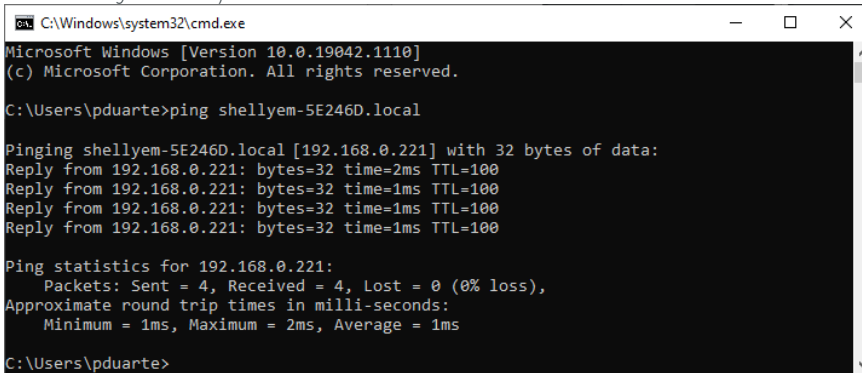 C:\Windows\system32\cmd.exe
Microsoft Windows [Version 10.0.19042.1110]
(c) Microsoft Corporation. All rights reserved.
C:\Users\pduarte>ping shellyem-5E246D.local
Pinging shellyem-5E246D.local [192.168.0.221] with 32 bytes of data:
Reply from 192.168.0.221: bytes=32 time=2ms TTL=100
Reply from 192.168.0.221: bytes=32 time=1ms TTL=100
Reply from 192.168.0.221: bytes=32 time=1ms TTL=100
Reply from 192.168.0.221: bytes=32 time=1ms TTL=100
Ping statistics for 192.168.0.221:
Packets: Sent = 4, Received = 4, Lost = 0 (0% loss),
Approximate round trip times in milli-seconds:
Minimum = 1ms, Maximum = 2ms, Average = 1ms
C:\Users\pduarte>